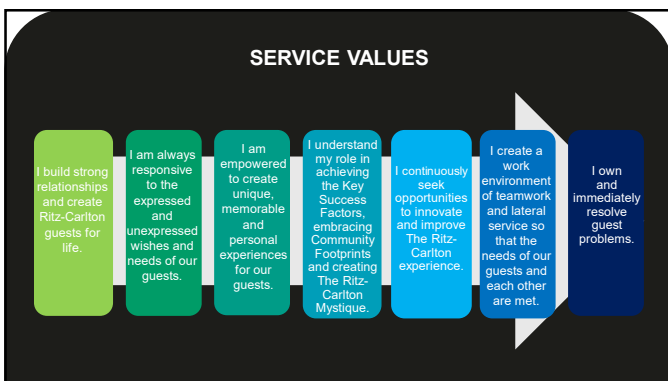 SERVICE VALUES
I build strong
relationships
and create
Ritz-Carlton
guests for
life.
I am always
responsive
to the
expressed
and
unexpressed
wishes and
needs of our
guests.
I am
empowered
to create
unique,
memorable
and
personal
experiences
for our
guests.
I understand
my role in
achieving
the Key
Success
Factors,
embracing
Community
Footprints
and creating
The Ritz-
Carlton
Mystique.
I continuously
seek
opportunities
to innovate
and improve
The Ritz-
Carlton
experience.
I create a
work
environment
of teamwork
and lateral
service so
that the
needs of our
guests and
each other
are met.
I own
and
immediately
resolve
guest
problems.